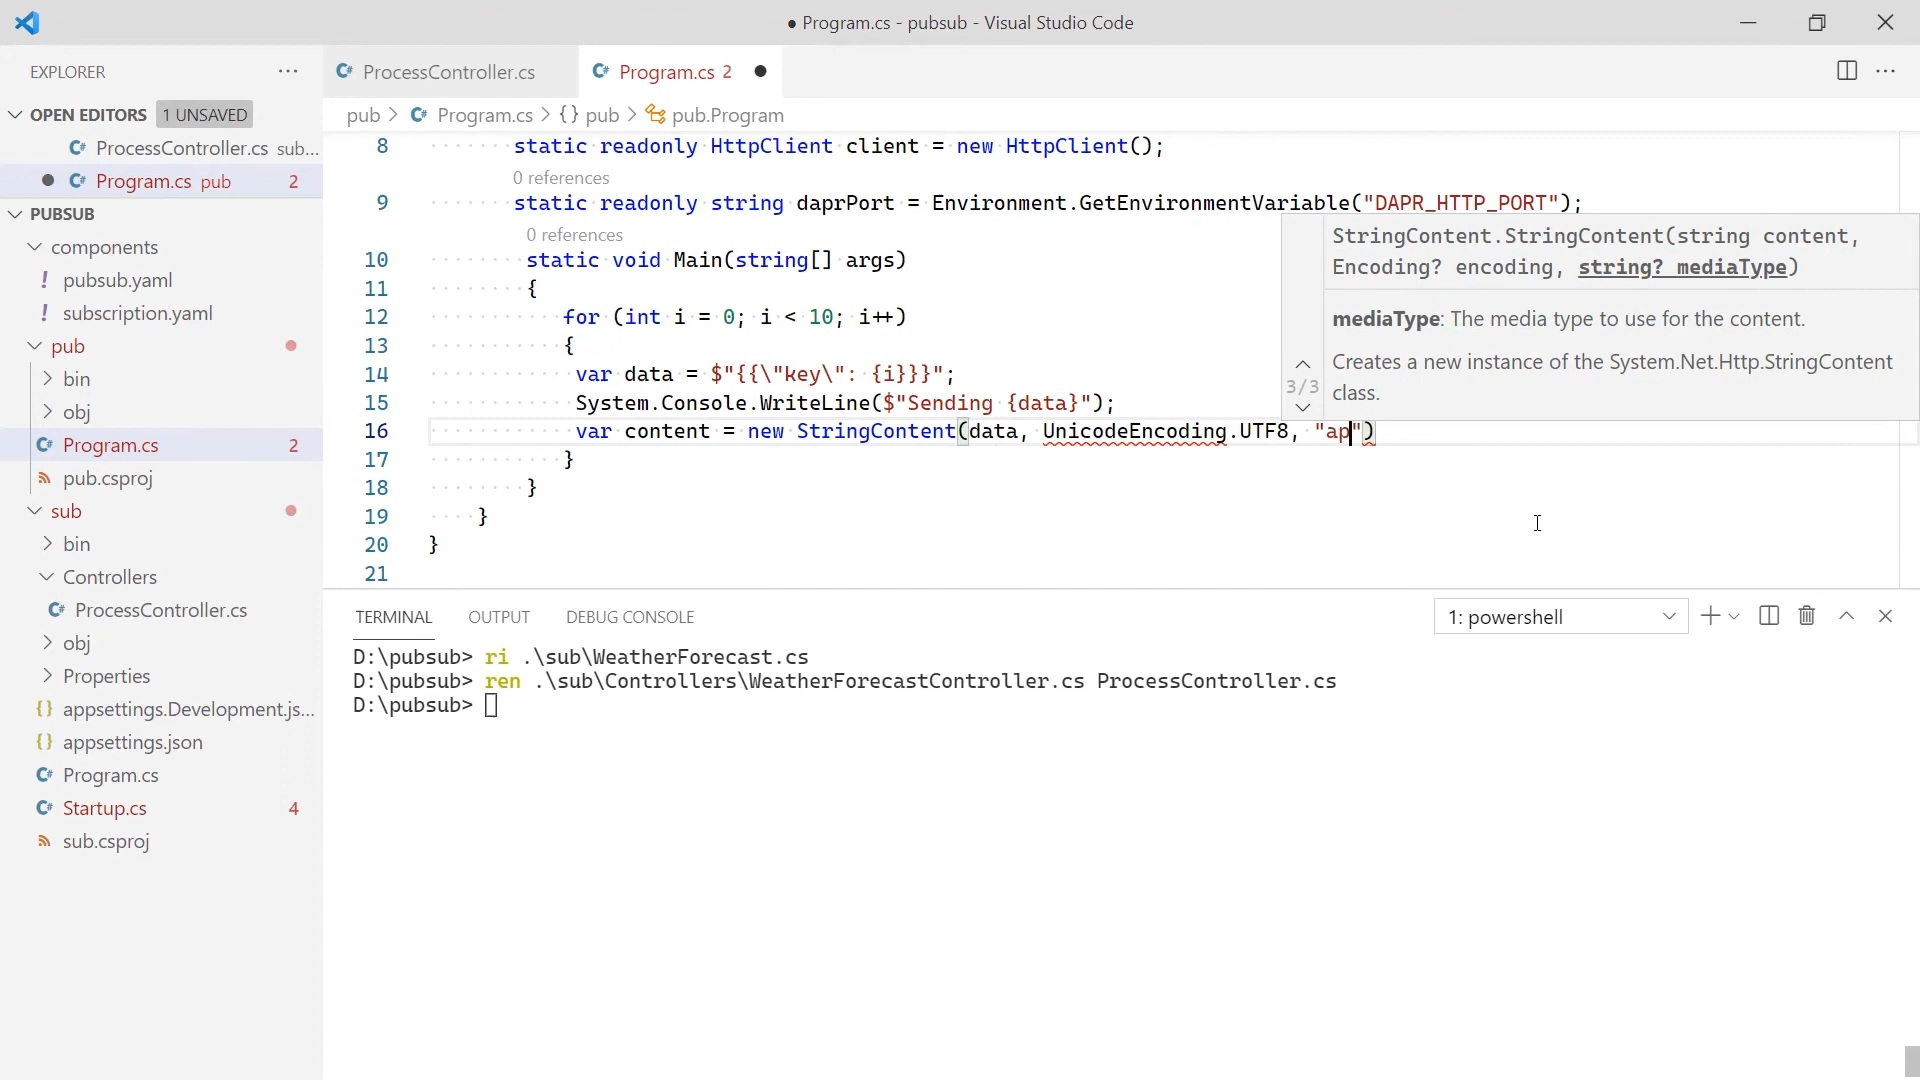 ● Program.cs - pubsub - Visual Studio Code
EXPLORER
OPEN EDITORS 1 UNSAVED
ProcessController.cs sub...
Program.cs pub 2
PUBSUB
components
! pubsub.yaml
! subscription.yaml
pub
bin
obj
Program.cs 2
pub.csproj
sub
bin
Controllers
ProcessController.cs
obj
Properties
{} appsettings.Development.js...
{} appsettings.json
Program.cs
Startup.cs 4
sub.csproj
ProcessController.cs
Program.cs 2 ●
pub > Program.cs > {} pub > pub.Program
8 static readonly HttpClient client = new HttpClient();
0 references
9 static readonly string daprPort = Environment.GetEnvironmentVariable("DAPR_HTTP_PORT");
0 references
10 static void Main(string[] args)
11 {
12 for (int i = 0; i < 10; i++)
13 {
14 var data = $"{{\"key\": {i}}}";
15 System.Console.WriteLine($"Sending {data}");
16 var content = new StringContent(data, UnicodeEncoding.UTF8, "ap")
17 }
18 }
19 }
20 }
21
StringContent.StringContent(string content,
Encoding? encoding, string? mediaType)
mediaType: The media type to use for the content.
3/3
Creates a new instance of the System.Net.Http.StringContent
class.
TERMINAL OUTPUT DEBUG CONSOLE
1: powershell
D:\pubsub> ri .\sub\WeatherForecast.cs
D:\pubsub> ren .\sub\Controllers\WeatherForecastController.cs ProcessController.cs
D:\pubsub>